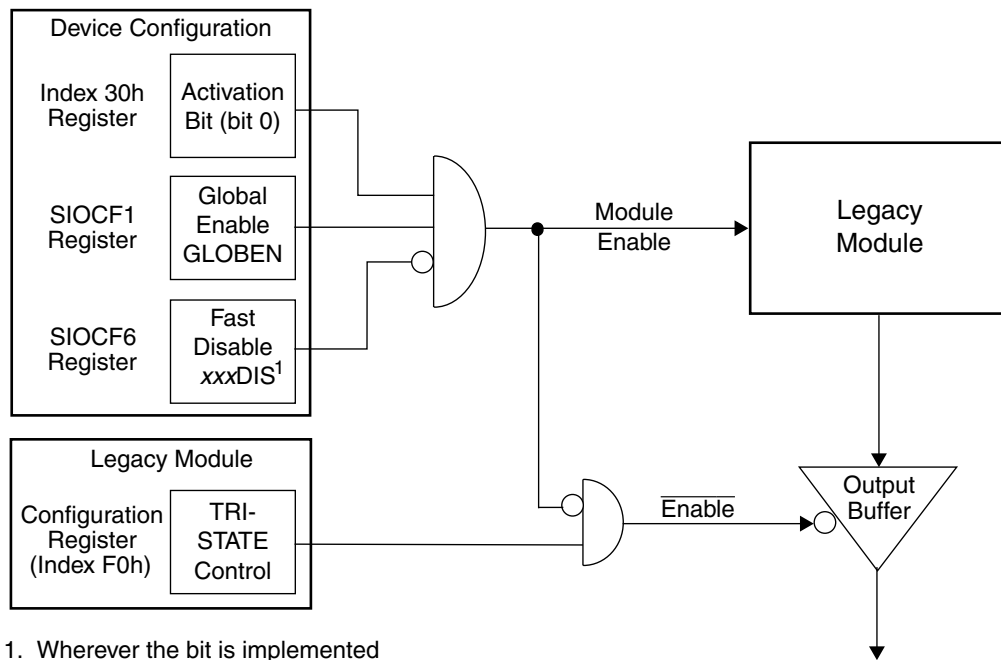 Device Configuration
Index 30h
Register
Activation
Bit (bit 0)
SIOCF1
Register
Global
Enable
GLOBEN
SIOCF6
Register
Fast
Disable
xxxDIS1
Module
Enable
Legacy
Module
Legacy Module
Configuration
Register
(Index F0h)
TRI-
STATE
Control
Enable
Output
Buffer
1. Wherever the bit is implemented